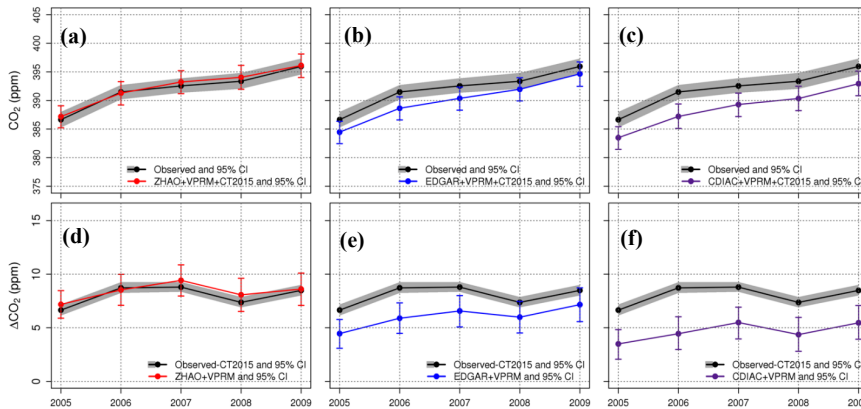 (a) (b) (c)
405
400
395
390
385
380
375
CO2 (ppm)
Observed and 95% CI
ZHAO+VPRM+CT2015 and 95% CI
Observed and 95% CI
EDGAR+VPRM+CT2015 and 95% CI
Observed and 95% CI
CDIAC+VPRM+CT2015 and 95% CI
(d) (e) (f)
15
10
5
0
ΔCO2 (ppm)
Observed-CT2015 and 95% CI
ZHAO+VPRM and 95% CI
Observed-CT2015 and 95% CI
EDGAR+VPRM and 95% CI
Observed-CT2015 and 95% CI
CDIAC+VPRM and 95% CI
2005 2006 2007 2008 2009
2005 2006 2007 2008 2009
2005 2006 2007 2008